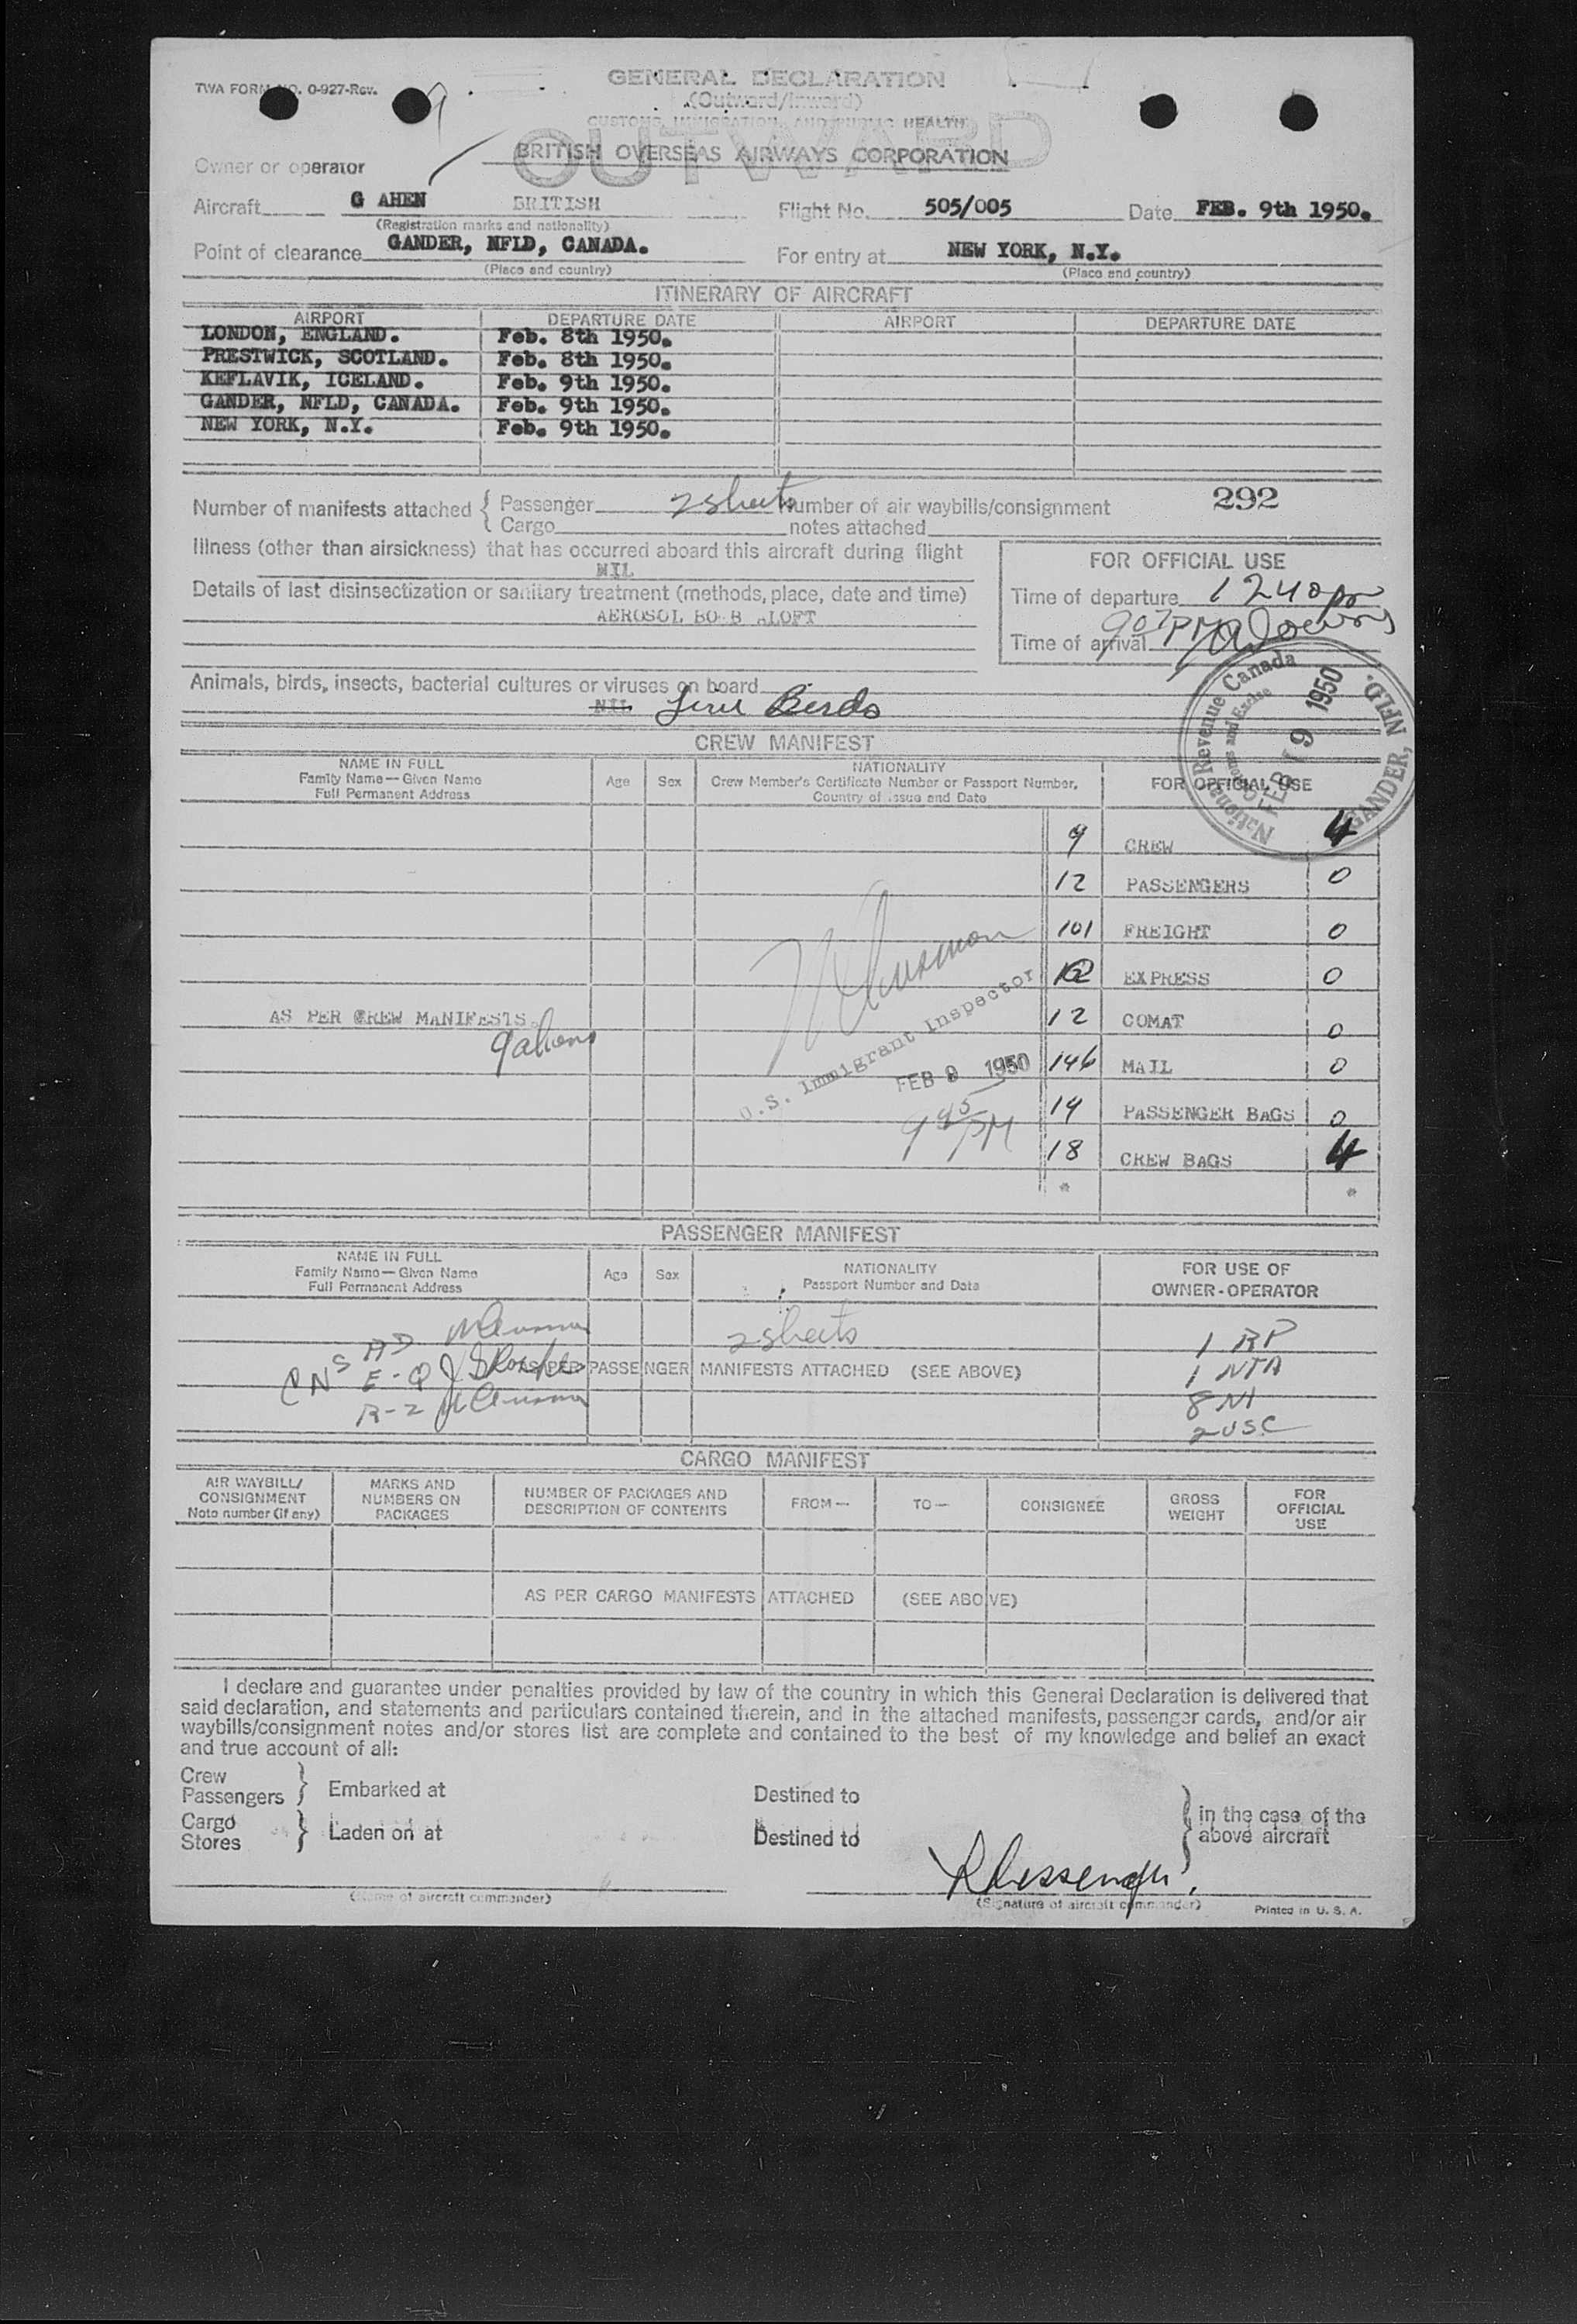 TWA FORM NO. 0-927-Rev.
GENERAL DECLARATION
(Outward/Inward)
CUSTOMS, IMMIGRATION, AND PUBLIC HEALTH
OUTWARD
Owner or operator BRITISH OVERSEAS AIRWAYS CORPORATION
Aircraft G AHEN BRITISH Flight No. 505/005 Date FEB. 9th 1950.
(Registration marks and nationality)
Point of clearance GANDER, NFLD, CANADA. For entry at NEW YORK, N.Y.
(Place and country) (Place and country)
ITINERARY OF AIRCRAFT
AIRPORT DEPARTURE DATE AIRPORT DEPARTURE DATE
LONDON, ENGLAND. Feb. 8th 1950.
PRESTWICK, SCOTLAND. Feb. 8th 1950.
KEFLAVIK, ICELAND. Feb. 9th 1950.
GANDER, NFLD, CANADA. Feb. 9th 1950.
NEW YORK, N.Y. Feb. 9th 1950.
Number of manifests attached { Passenger 2 sheets Number of air waybills/consignment 292
Cargo notes attached
Illness (other than airsickness) that has occurred aboard this aircraft during flight
NIL
FOR OFFICIAL USE
Details of last disinsectization or sanitary treatment (methods, place, date and time)
AEROSOL BO B ALOFT
Time of departure 1240 pm
Time of arrival 907 PM
Animals, birds, insects, bacterial cultures or viruses on board
NIL Live Birds
National Revenue Canada
Customs and Excise
FEB 9 1950
GANDER, NFLD.
CREW MANIFEST
NAME IN FULL
Family Name—Given Name
Full Permanent Address
Age Sex
NATIONALITY
Crew Member's Certificate Number or Passport Number,
Country of issue and Date
FOR OFFICIAL USE
9 CREW 4
12 PASSENGERS 0
101 FREIGHT 0
EXPRESS 0
AS PER CREW MANIFESTS. 12 COMAT 0
9 aliens
U.S. Immigrant Inspector
FEB 9 1950
146 MAIL 0
945 PM
14 PASSENGER BAGS 0
18 CREW BAGS 4
* *
PASSENGER MANIFEST
NAME IN FULL
Family Name—Given Name
Full Permanent Address
Age Sex
NATIONALITY
Passport Number and Data
FOR USE OF
OWNER-OPERATOR
2 sheets 1 RP
AS PER PASSENGER MANIFESTS ATTACHED (SEE ABOVE) 1 NTA
R-2 8 NI
2 USC
CARGO MANIFEST
AIR WAYBILL/
CONSIGNMENT
Note number (if any)
MARKS AND
NUMBERS ON
PACKAGES
NUMBER OF PACKAGES AND
DESCRIPTION OF CONTENTS
FROM—
TO—
CONSIGNEE
GROSS
WEIGHT
FOR
OFFICIAL
USE
AS PER CARGO MANIFESTS ATTACHED (SEE ABOVE)
I declare and guarantee under penalties provided by law of the country in which this General Declaration is delivered that
said declaration, and statements and particulars contained therein, and in the attached manifests, passenger cards, and/or air
waybills/consignment notes and/or stores list are complete and contained to the best of my knowledge and belief an exact
and true account of all:
Crew
Passengers } Embarked at Destined to
Cargo
Stores } Laden on at Destined to
} in the case of the
above aircraft
(Name of aircraft commander)
(Signature of aircraft commander)
Printed in U. S. A.